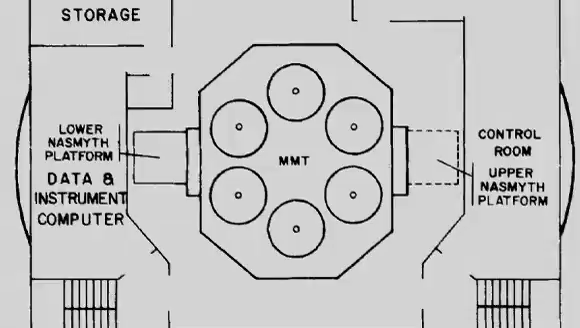 STORAGE
LOWER
NASMYTH
PLATFORM
DATA &
INSTRUMENT
COMPUTER
MMT
CONTROL
ROOM
UPPER
NASMYTH
PLATFORM